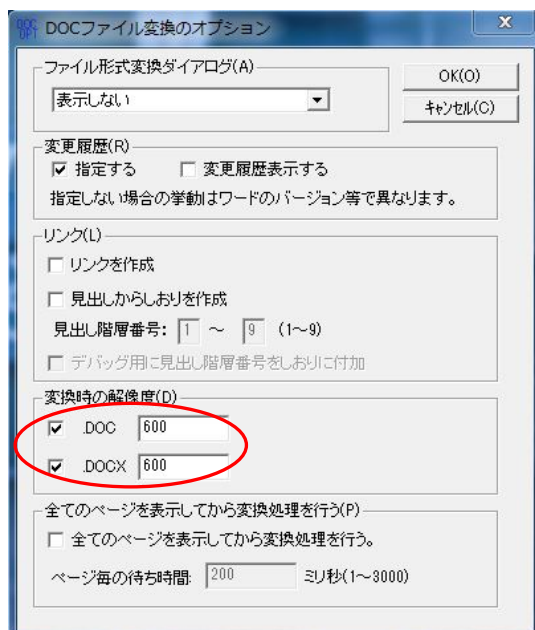 DOCファイル変換のオプション
ファイル形式変換ダイアログ(A)
表示しない
OK(O)
キャンセル(C)
変更履歴(R)
指定する 変更履歴表示する
指定しない場合の挙動はワードのバージョン等で異なります。
リンク(L)
リンクを作成
見出しからしおりを作成
見出し階層番号: 1 ~ 9 (1~9)
デバッグ用に見出し階層番号をしおりに付加
変換時の解像度(D)
.DOC 600
.DOCX 600
全てのページを表示してから変換処理を行う(P)
全てのページを表示してから変換処理を行う。
ページ毎の待ち時間: 200 ミリ秒(1~3000)